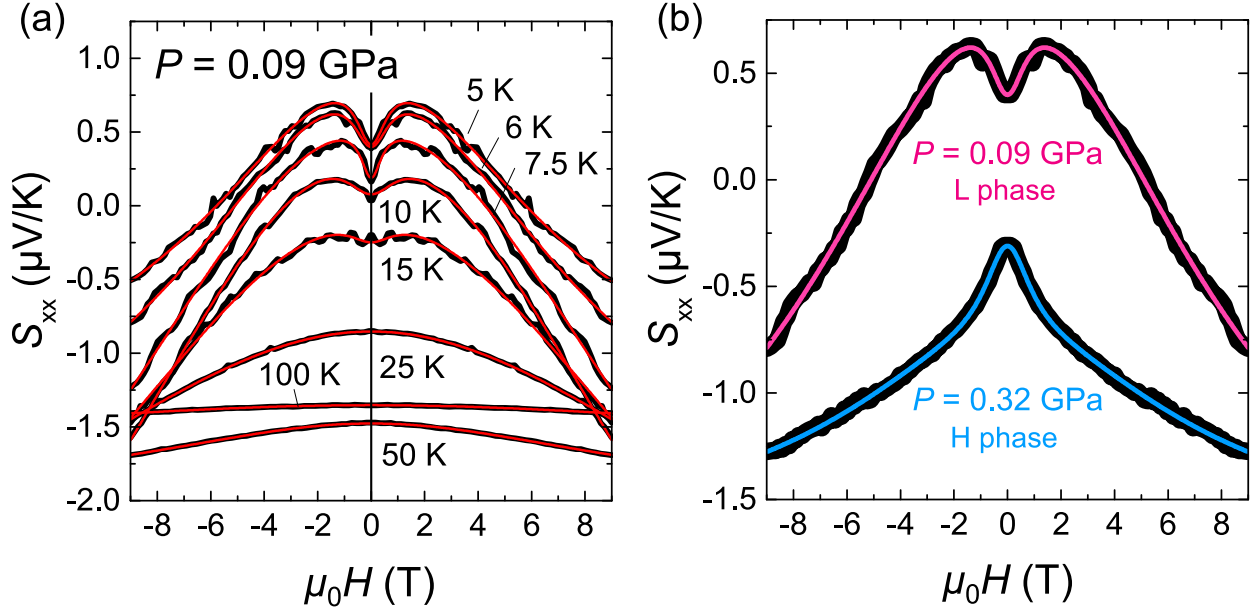 (a)
P = 0.09 GPa
5 K
6 K
7.5 K
10 K
15 K
25 K
100 K
50 K
1.0
0.5
0.0
-0.5
-1.0
-1.5
-2.0
Sxx (μV/K)
-8 -6 -4 -2 0 2 4 6 8
μ0H (T)
(b)
P = 0.09 GPa
L phase
P = 0.32 GPa
H phase
0.5
0.0
-0.5
-1.0
-1.5
Sxx (μV/K)
-8 -6 -4 -2 0 2 4 6 8
μ0H (T)